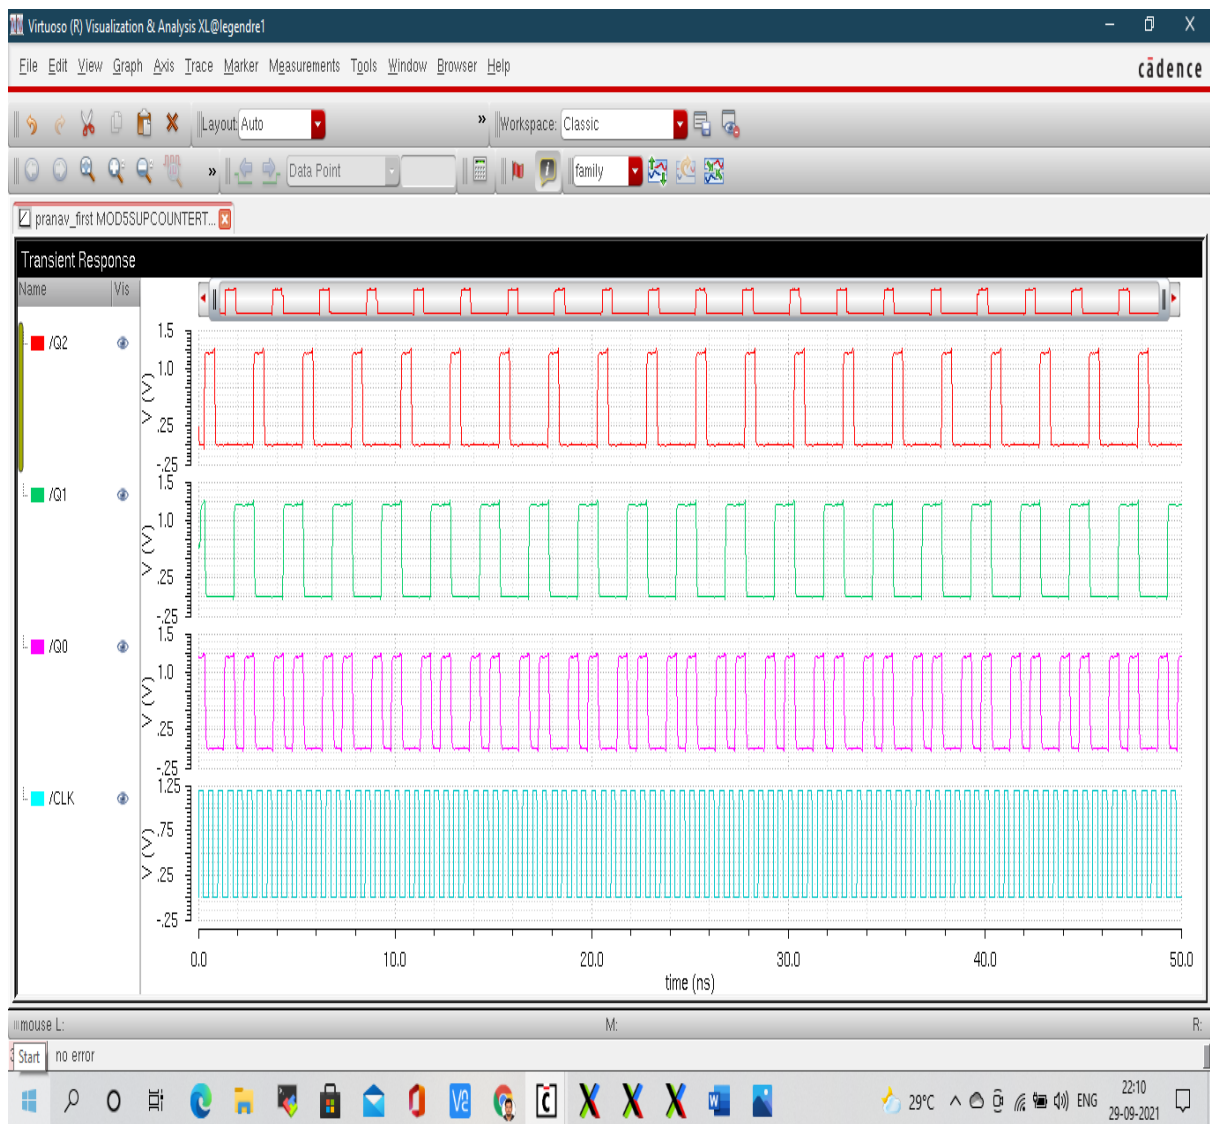 Virtuoso (R) Visualization & Analysis XL@legendre1
File Edit View Graph Axis Trace Marker Measurements Tools Window Browser Help
cādence
Layout: Auto
» Workspace: Classic
» Data Point
family
pranav_first MOD5SUPCOUNTERT...
Transient Response
Name Vis
/Q2
1.5
1.0
.25
-.25
V (V)
/Q1
1.5
1.0
.25
-.25
V (V)
/Q0
1.5
1.0
.25
-.25
V (V)
/CLK
1.25
.75
.25
-.25
V (V)
0.0 10.0 20.0 30.0 40.0 50.0
time (ns)
mouse L: M: R:
Start no error
29°C ENG 22:10
29-09-2021